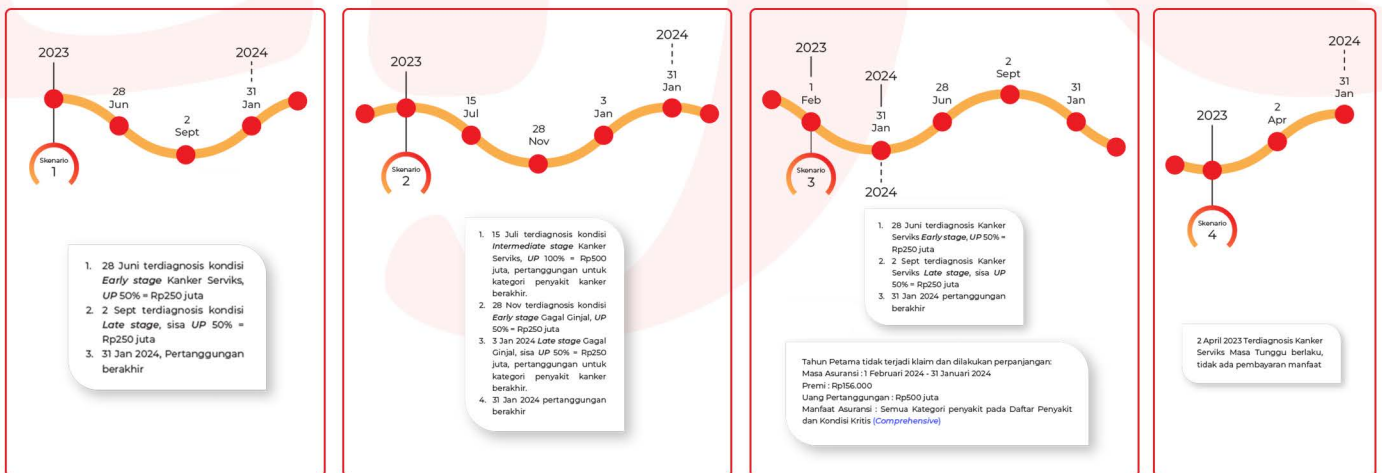 2023
28
Jun
2
Sept
2024
31
Jan
Skenario
1
1. 28 Juni terdiagnosis kondisi
Early stage Kanker Serviks,
UP 50% = Rp250 juta
2. 2 Sept terdiagnosis kondisi
Late stage, sisa UP 50% =
Rp250 juta
3. 31 Jan 2024, Pertanggungan
berakhir
2023
15
Jul
28
Nov
3
Jan
2024
31
Jan
Skenario
2
1. 15 Juli terdiagnosis kondisi
Intermediate stage Kanker
Serviks, UP 100% = Rp500
juta, pertanggungan untuk
kategori penyakit kanker
berakhir.
2. 28 Nov terdiagnosis kondisi
Early stage Gagal Ginjal, UP
50% = Rp250 juta
3. 3 Jan 2024 Late stage Gagal
Ginjal, sisa UP 50% = Rp250
juta, pertanggungan untuk
kategori penyakit kanker
berakhir.
4. 31 Jan 2024 pertanggungan
berakhir
2023
1
Feb
2024
31
Jan
2024
28
Jun
2
Sept
31
Jan
Skenario
3
1. 28 Juni terdiagnosis Kanker
Serviks Early stage, UP 50% =
Rp250 juta
2. 2 Sept terdiagnosis Kanker
Serviks Late stage, sisa UP
50% = Rp250 juta
3. 31 Jan 2024 pertanggungan
berakhir
Tahun Petama tidak terjadi klaim dan dilakukan perpanjangan:
Masa Asuransi : 1 Februari 2024 - 31 Januari 2024
Premi : Rp156.000
Uang Pertanggungan : Rp500 juta
Manfaat Asuransi : Semua Kategori penyakit pada Daftar Penyakit
dan Kondisi Kritis (Comprehensive)
2023
2
Apr
2024
31
Jan
Skenario
4
2 April 2023 Terdiagnosis Kanker
Serviks Masa Tunggu berlaku,
tidak ada pembayaran manfaat